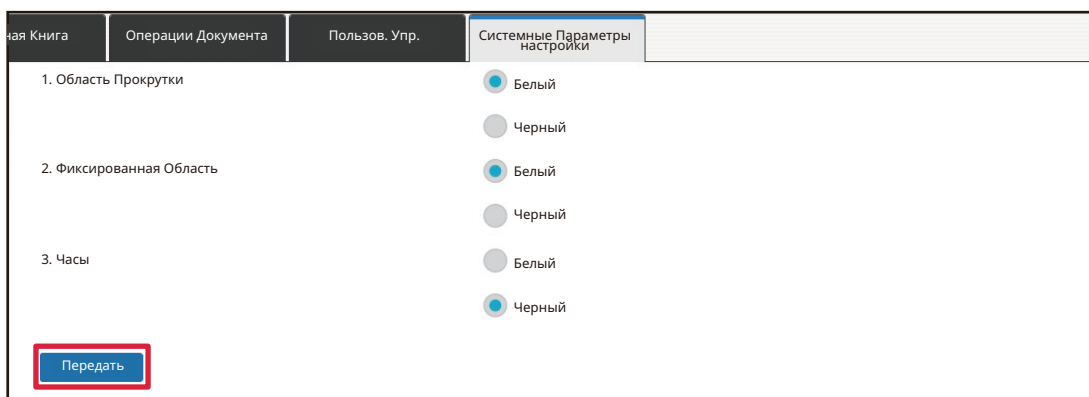 ная Книга
Операции Документа
Пользов. Упр.
Системные Параметры
настройки
1. Область Прокрутки
Белый
Черный
2. Фиксированная Область
Белый
Черный
3. Часы
Белый
Черный
Передать